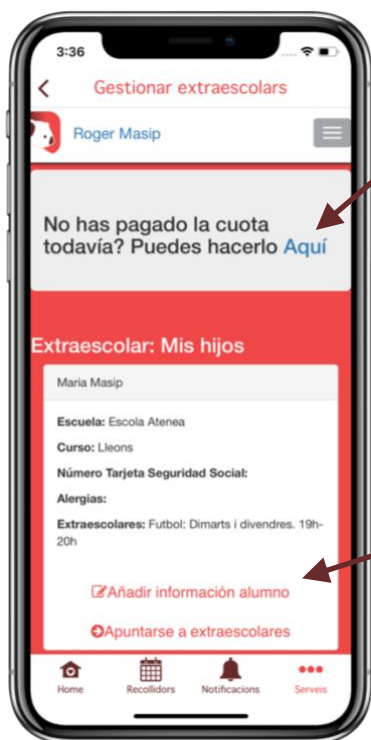 3:36
Gestionar extraescolars
Roger Masip
No has pagado la cuota
todavía? Puedes hacerlo Aquí
Extraescolar: Mis hijos
Maria Masip
Escuela: Escola Atenea
Curso: Lleons
Número Tarjeta Seguridad Social:
Alergias:
Extraescolares: Futbol: Dimarts i divendres. 19h-
20h
Añadir información alumno
Apuntarse a extraescolares
Home Recollidors Notificacions Serveis